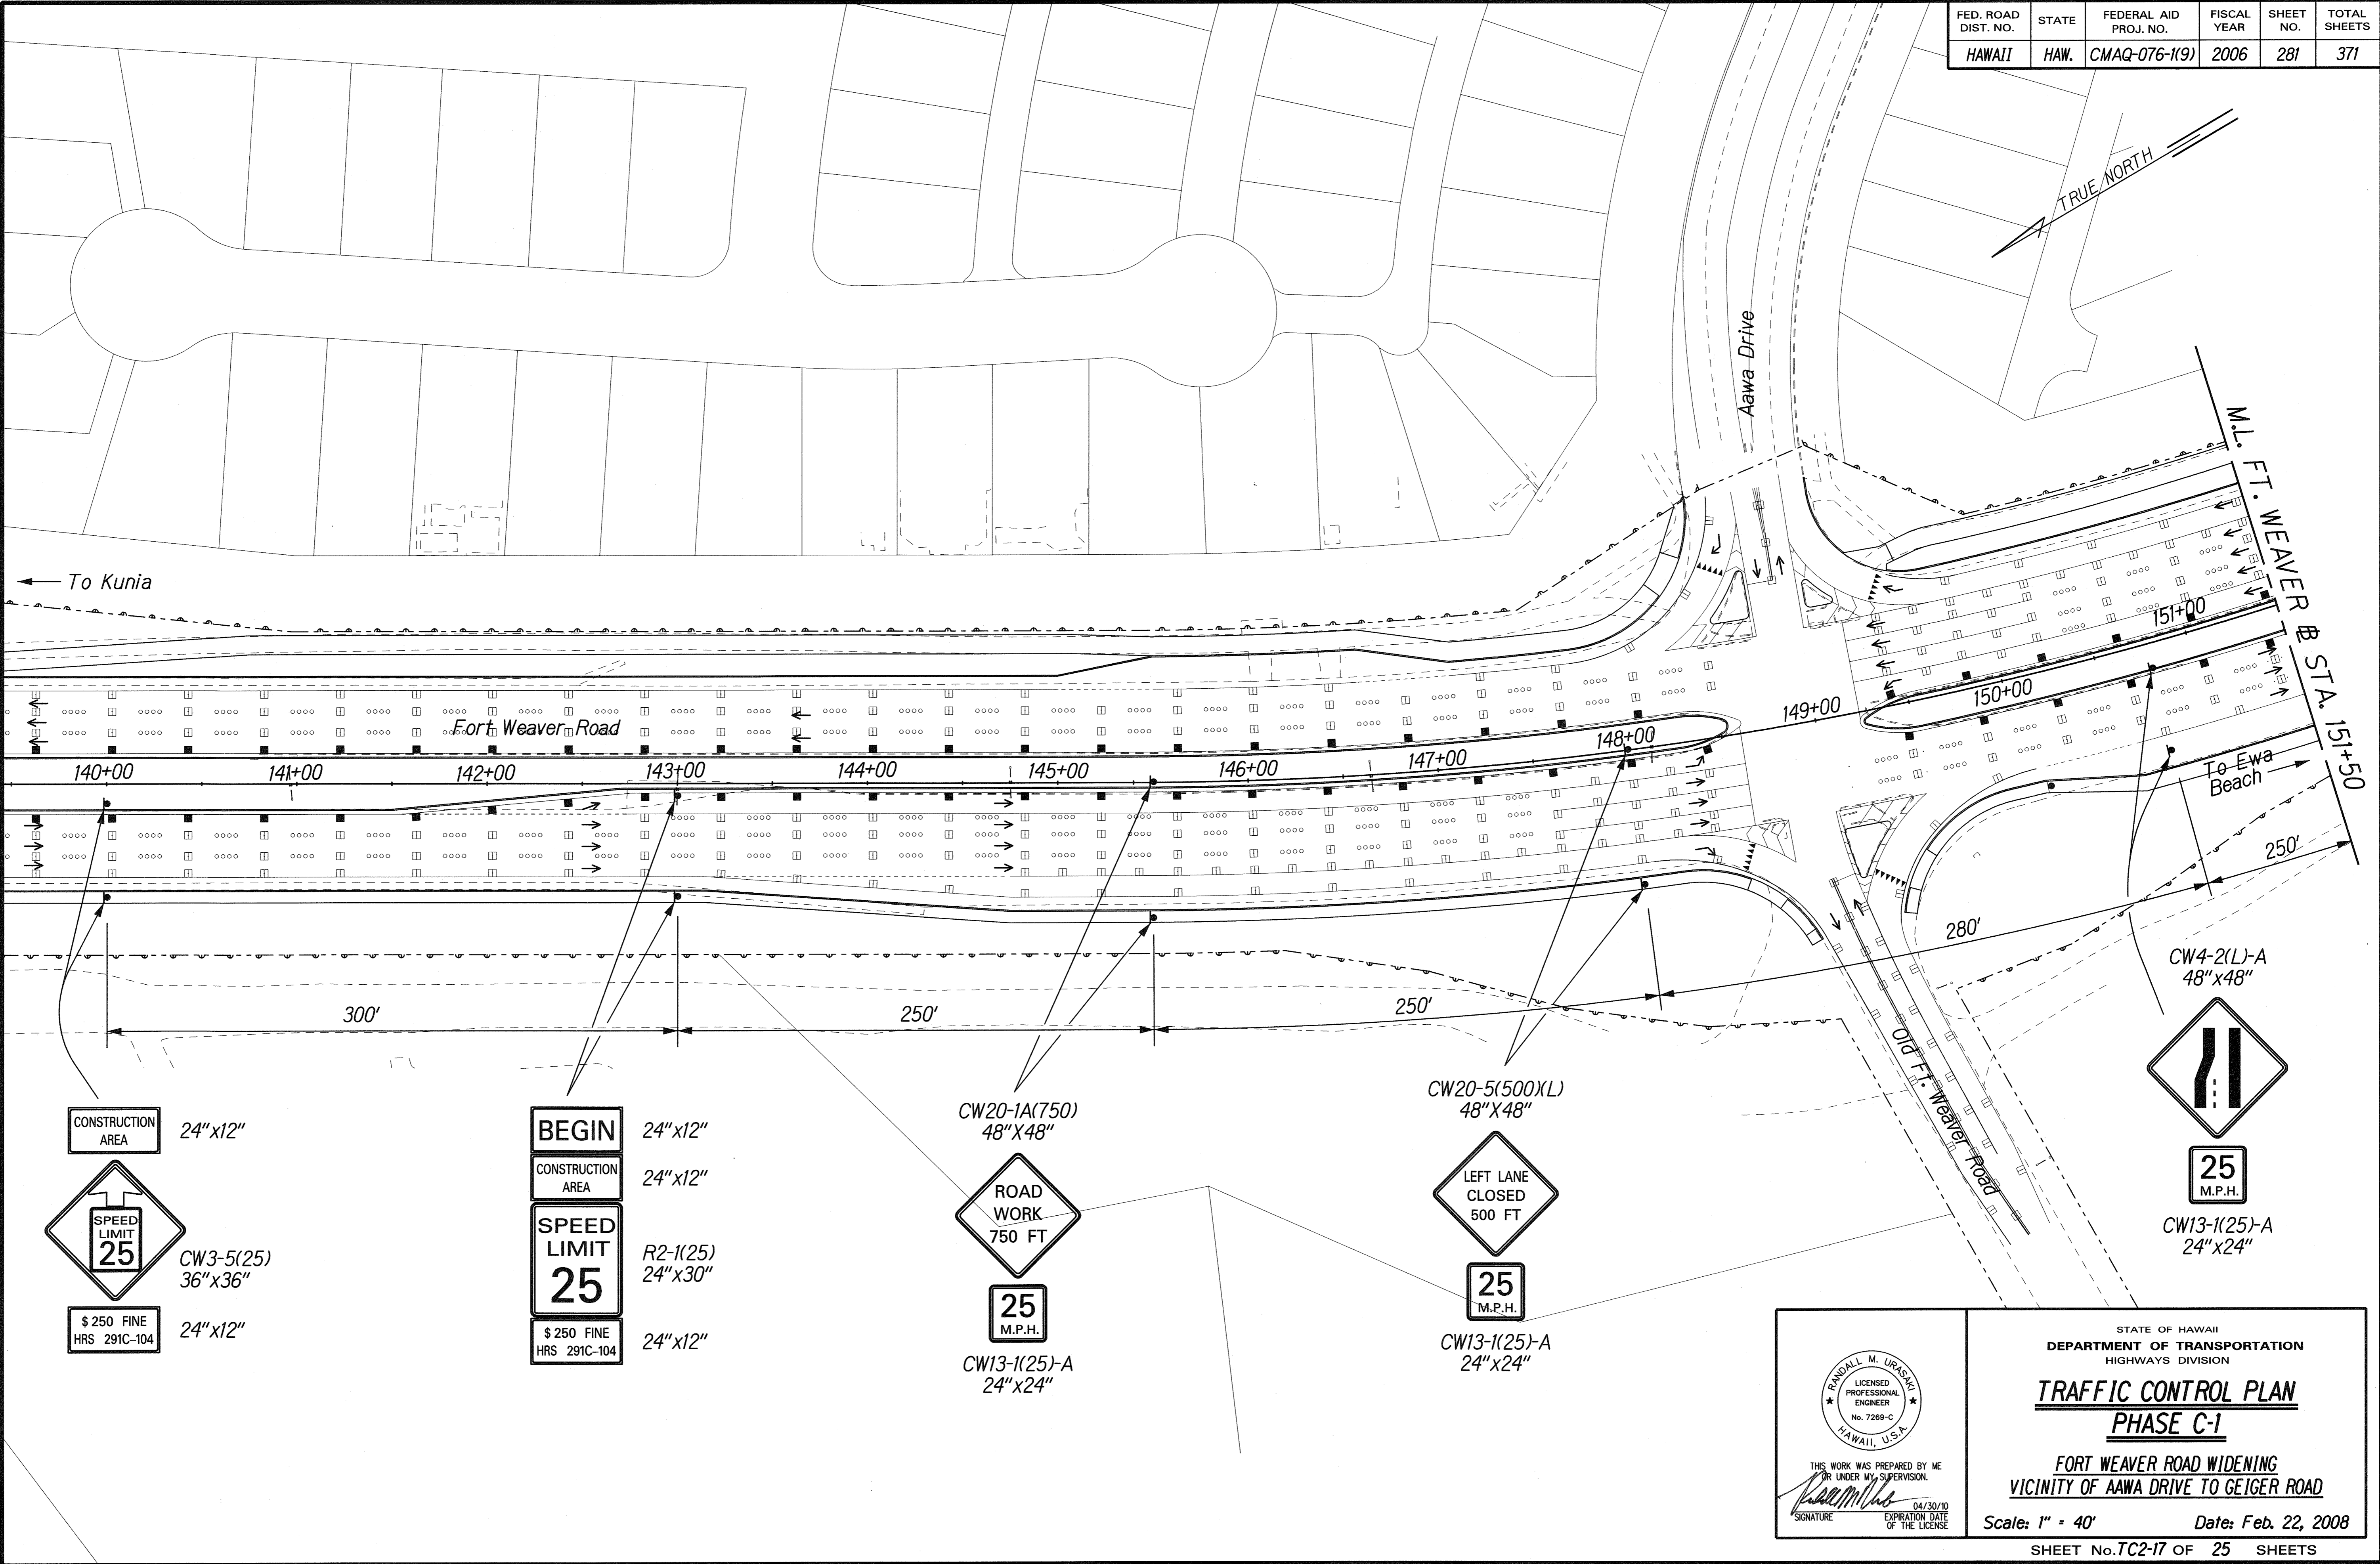 FED. ROAD DIST. NO.
STATE
FEDERAL AID PROJ. NO.
FISCAL YEAR
SHEET NO.
TOTAL SHEETS
HAWAII
HAW.
CMAQ-076-1(9)
2006
281
371
TRUE NORTH
Aawa Drive
M.L. FT. WEAVER ⅊ STA. 151+50
To Kunia
Fort Weaver Road
140+00
141+00
142+00
143+00
144+00
145+00
146+00
147+00
148+00
149+00
150+00
151+00
To Ewa
Beach
250'
280'
300'
250'
250'
Old Ft. Weaver Road
CONSTRUCTION
AREA
24"x12"
SPEED
LIMIT
25
CW3-5(25)
36"x36"
$ 250 FINE
HRS 291C-104
24"x12"
BEGIN
24"x12"
CONSTRUCTION
AREA
24"x12"
SPEED
LIMIT
25
R2-1(25)
24"x30"
$ 250 FINE
HRS 291C-104
24"x12"
CW20-1A(750)
48"X48"
ROAD
WORK
750 FT
25
M.P.H.
CW13-1(25)-A
24"x24"
CW20-5(500)(L)
48"X48"
LEFT LANE
CLOSED
500 FT
25
M.P.H.
CW13-1(25)-A
24"x24"
CW4-2(L)-A
48"x48"
25
M.P.H.
CW13-1(25)-A
24"x24"
RANDALL M. URASAKI
LICENSED
PROFESSIONAL
ENGINEER
No. 7269-C
HAWAII, U.S.A.
THIS WORK WAS PREPARED BY ME
OR UNDER MY SUPERVISION.
04/30/10
SIGNATURE
EXPIRATION DATE
OF THE LICENSE
STATE OF HAWAII
DEPARTMENT OF TRANSPORTATION
HIGHWAYS DIVISION
TRAFFIC CONTROL PLAN
PHASE C-1
FORT WEAVER ROAD WIDENING
VICINITY OF AAWA DRIVE TO GEIGER ROAD
Scale: 1" = 40'
Date: Feb. 22, 2008
SHEET No. TC2-17 OF 25 SHEETS